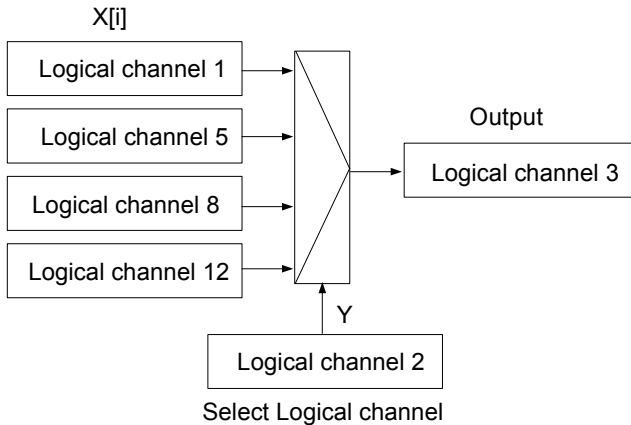 X[i]
Logical channel 1
Logical channel 5
Logical channel 8
Logical channel 12
Output
Logical channel 3
Y
Logical channel 2
Select Logical channel